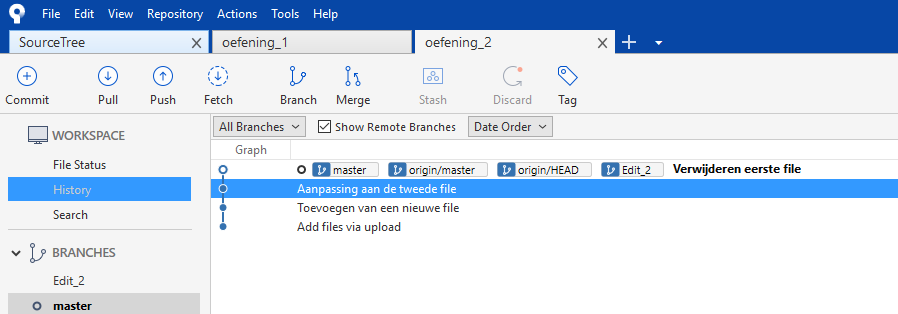 File Edit View Repository Actions Tools Help
SourceTree oefening_1 oefening_2
Commit Pull Push Fetch Branch Merge Stash Discard Tag
WORKSPACE
File Status
History
Search
BRANCHES
Edit_2
master
All Branches Show Remote Branches Date Order
Graph
master origin/master origin/HEAD Edit_2 Verwijderen eerste file
Aanpassing aan de tweede file
Toevoegen van een nieuwe file
Add files via upload